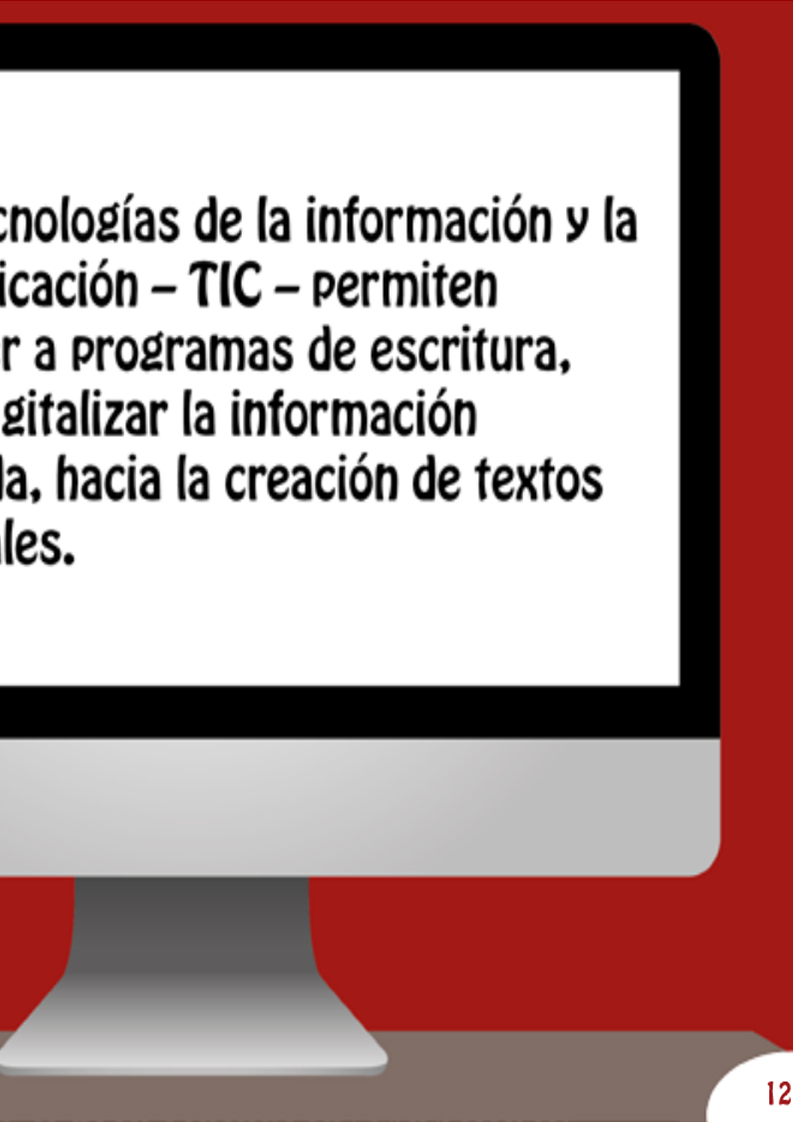 cnologías de la información y la
icación – TIC – permiten
r a programas de escritura,
gitalizar la información
da, hacia la creación de textos
les.
12